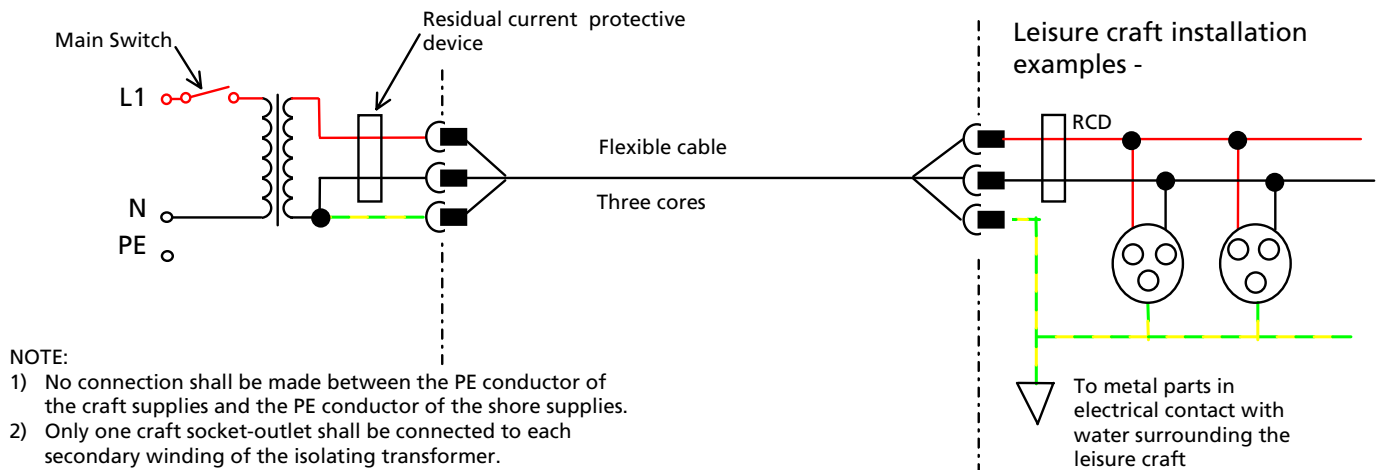 Main Switch
Residual current protective
device
Leisure craft installation
examples -
L1
RCD
Flexible cable
Three cores
N
PE
NOTE:
1) No connection shall be made between the PE conductor of
the craft supplies and the PE conductor of the shore supplies.
2) Only one craft socket-outlet shall be connected to each
secondary winding of the isolating transformer.
To metal parts in
electrical contact with
water surrounding the
leisure craft